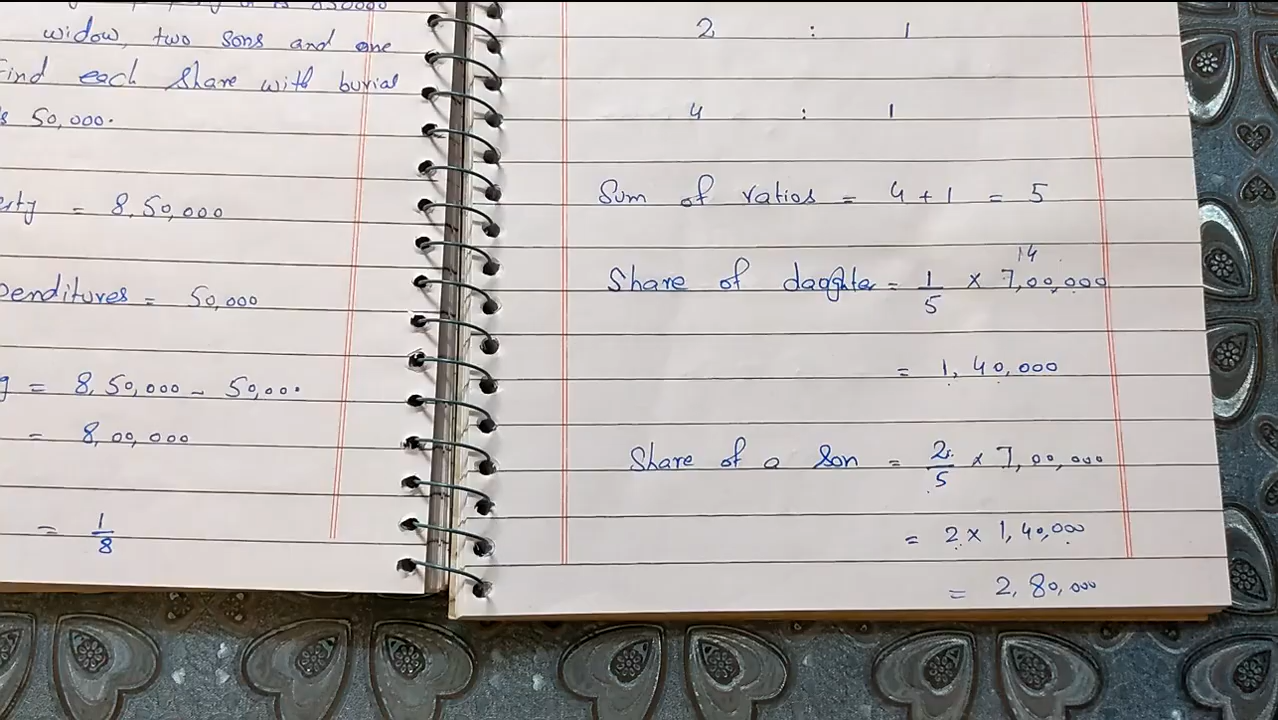 widow, two sons and one
Find each share with burial
50,000.
= 8,50,000
penditures = 50,000
= 8,50,000 - 50,00.
= 8,00,000
= 1/8
2 : 1
4 : 1
Sum of ratios = 4 + 1 = 5
14
Share of daoghter = 1/5 × 7,00,000
= 1,40,000
Share of a son = 2/5 × 7,00,000
= 2 × 1,40,000
= 2,80,000